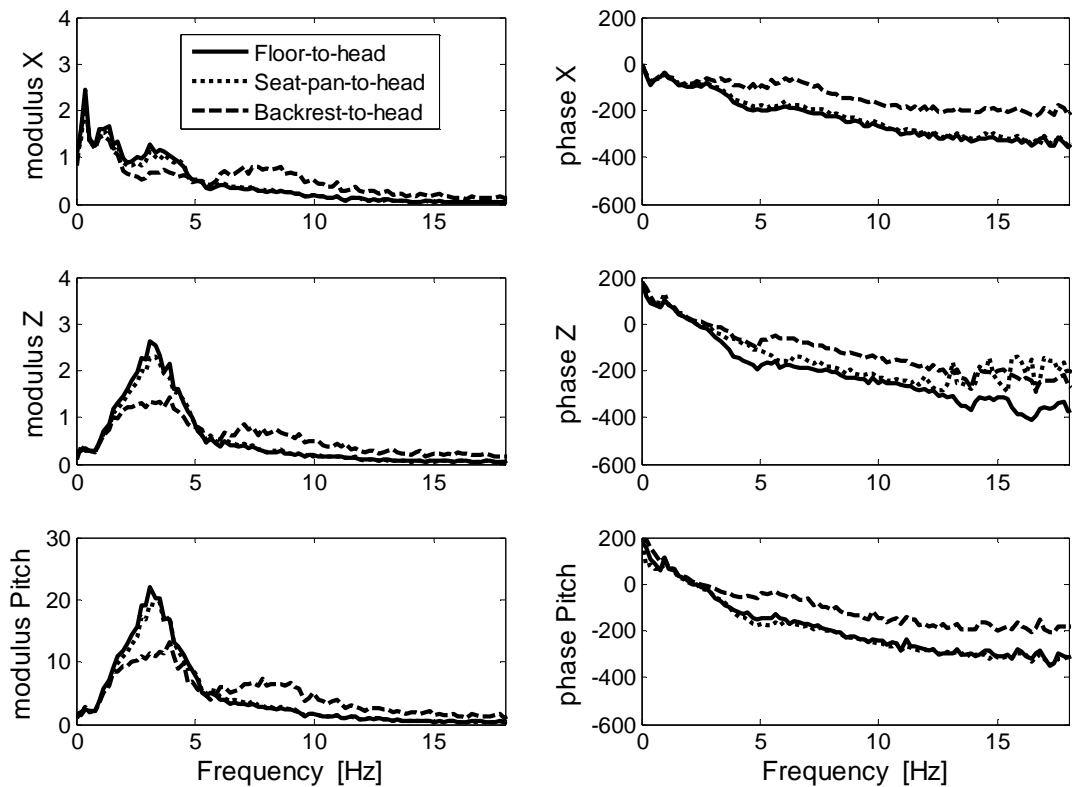 modulus X
4
3
2
1
0
0 5 10 15
Floor-to-head
Seat-pan-to-head
Backrest-to-head
phase X
200
0
-200
-400
-600
0 5 10 15
modulus Z
4
3
2
1
0
0 5 10 15
phase Z
200
0
-200
-400
-600
0 5 10 15
modulus Pitch
30
20
10
0
0 5 10 15
Frequency [Hz]
phase Pitch
200
0
-200
-400
-600
0 5 10 15
Frequency [Hz]